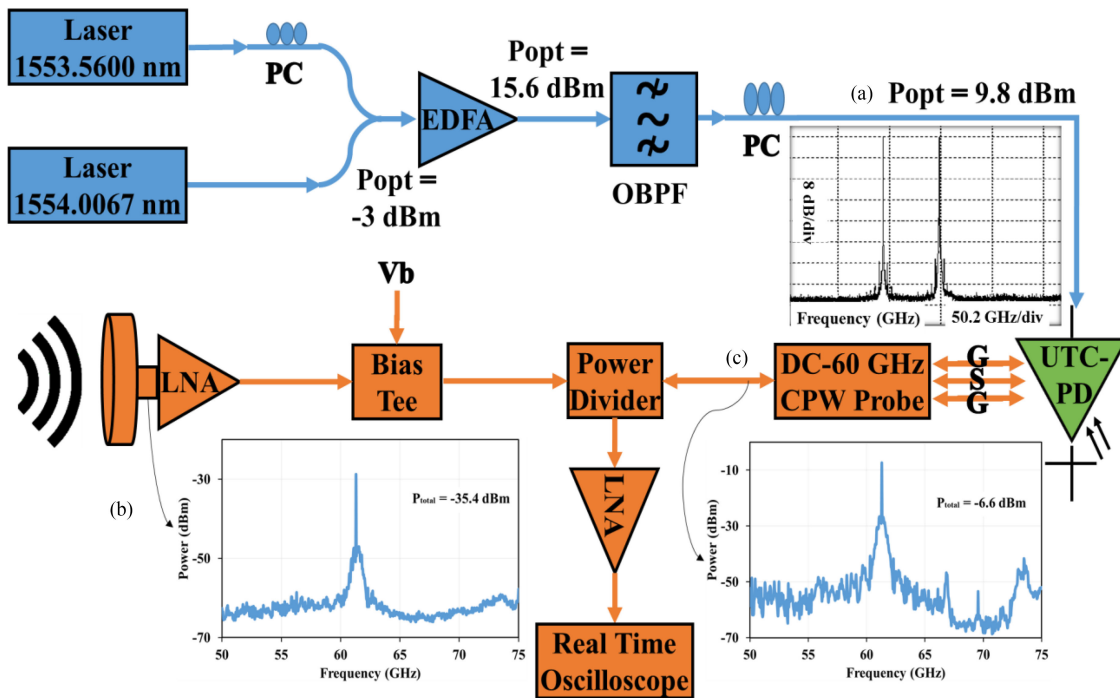 Laser
1553.5600 nm
PC
Laser
1554.0067 nm
EDFA
Popt =
-3 dBm
Popt =
15.6 dBm
OBPF
PC
(a) Popt = 9.8 dBm
8 dB/div
Frequency (GHz) 50.2 GHz/div
LNA
Vb
Bias
Tee
Power
Divider
(c)
DC-60 GHz
CPW Probe
G
S
G
UTC-
PD
LNA
Real Time
Oscilloscope
(b)
Power (dBm)
-30
-50
-70
Ptotal = -35.4 dBm
50 55 60 65 70 75
Frequency (GHz)
Power (dBm)
-10
-30
-50
-70
Ptotal = -6.6 dBm
50 55 60 65 70 75
Frequency (GHz)